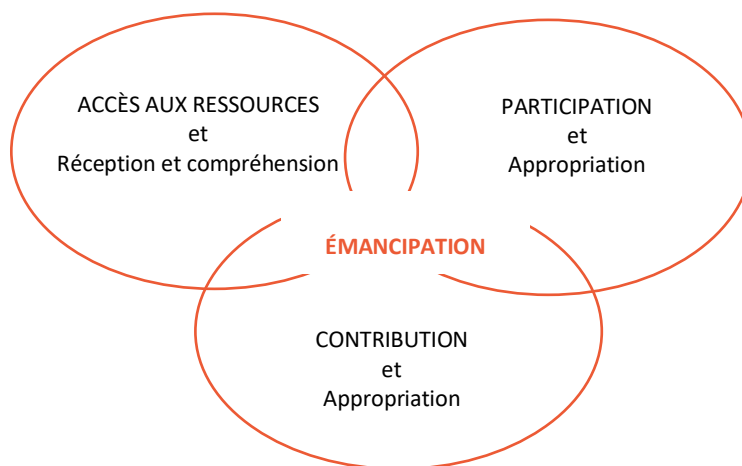 ACCÈS AUX RESSOURCES
et
Réception et compréhension
PARTICIPATION
et
Appropriation
ÉMANCIPATION
CONTRIBUTION
et
Appropriation